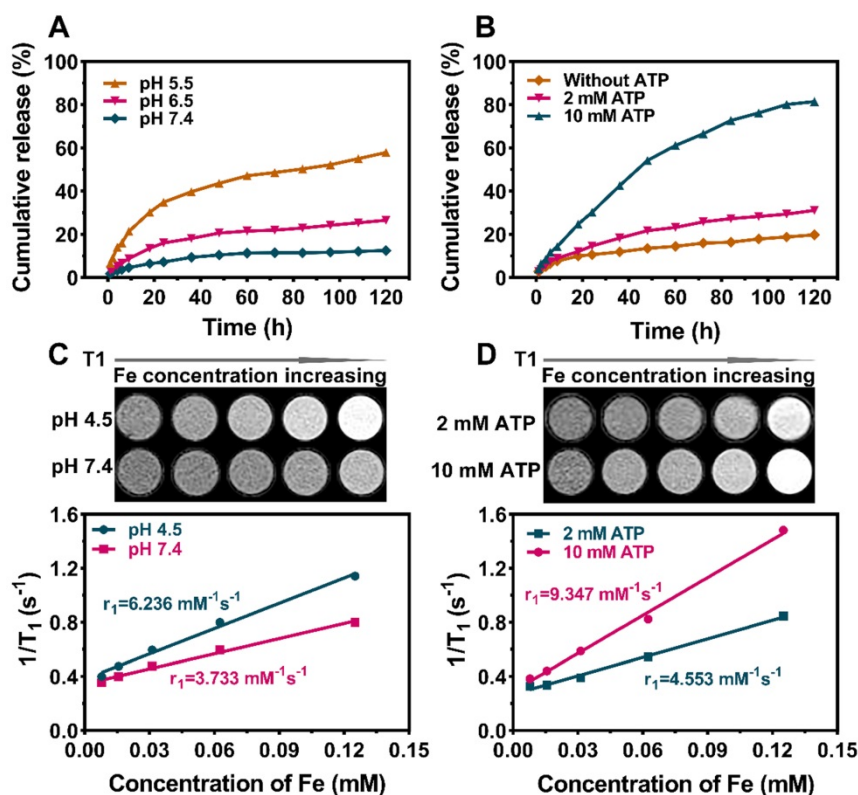 A
Cumulative release (%)
100
80
60
40
20
0
pH 5.5
pH 6.5
pH 7.4
0 20 40 60 80 100 120
Time (h)
B
Cumulative release (%)
100
80
60
40
20
0
Without ATP
2 mM ATP
10 mM ATP
0 20 40 60 80 100 120
Time (h)
C
T1
Fe concentration increasing
pH 4.5
pH 7.4
1/T₁ (s⁻¹)
1.6
1.2
0.8
0.4
0.0
pH 4.5
pH 7.4
r₁=6.236 mM⁻¹s⁻¹
r₁=3.733 mM⁻¹s⁻¹
0.00 0.03 0.06 0.09 0.12 0.15
Concentration of Fe (mM)
D
T1
Fe concentration increasing
2 mM ATP
10 mM ATP
1/T₁ (s⁻¹)
1.6
1.2
0.8
0.4
0.0
2 mM ATP
10 mM ATP
r₁=9.347 mM⁻¹s⁻¹
r₁=4.553 mM⁻¹s⁻¹
0.00 0.03 0.06 0.09 0.12 0.15
Concentration of Fe (mM)